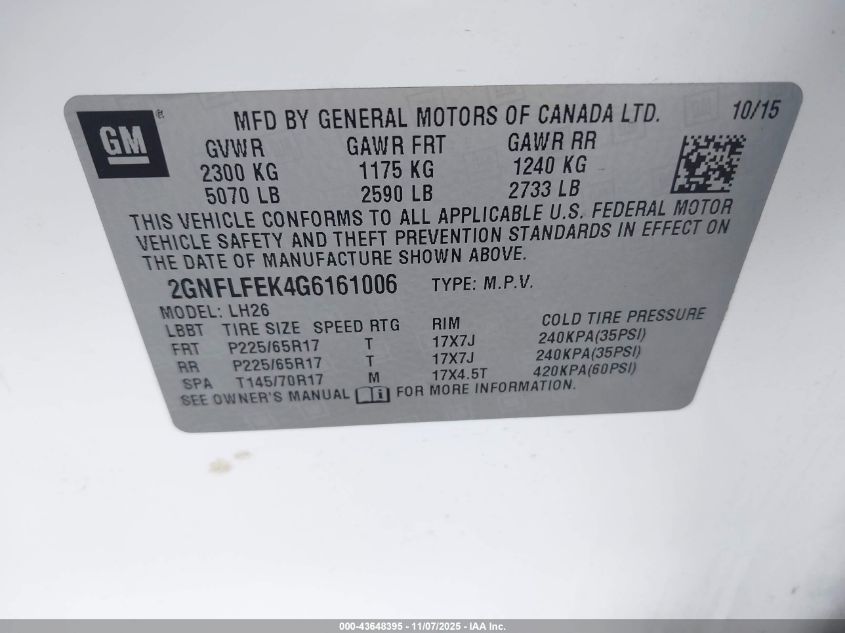 GM
®
MFD BY GENERAL MOTORS OF CANADA LTD. 10/15
GVWR GAWR FRT GAWR RR
2300 KG 1175 KG 1240 KG
5070 LB 2590 LB 2733 LB
THIS VEHICLE CONFORMS TO ALL APPLICABLE U.S. FEDERAL MOTOR
VEHICLE SAFETY AND THEFT PREVENTION STANDARDS IN EFFECT ON
THE DATE OF MANUFACTURE SHOWN ABOVE.
2GNFLFEK4G6161006 TYPE: M.P.V.
MODEL: LH26
LBBT TIRE SIZE SPEED RTG RIM COLD TIRE PRESSURE
FRT P225/65R17 T 17X7J 240KPA(35PSI)
RR P225/65R17 T 17X7J 240KPA(35PSI)
SPA T145/70R17 M 17X4.5T 420KPA(60PSI)
SEE OWNER'S MANUAL i FOR MORE INFORMATION.
000-43648395 - 11/07/2025 - IAA Inc.